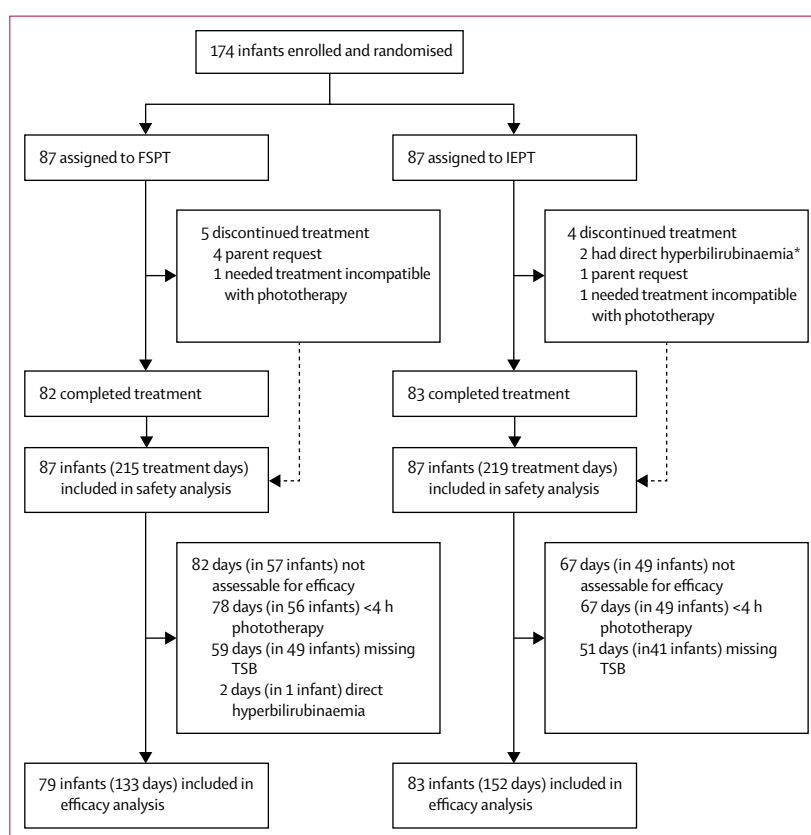 174 infants enrolled and randomised
87 assigned to FSPT
87 assigned to IEPT
5 discontinued treatment
4 parent request
1 needed treatment incompatible
with phototherapy
4 discontinued treatment
2 had direct hyperbilirubinaemia*
1 parent request
1 needed treatment incompatible
with phototherapy
82 completed treatment
83 completed treatment
87 infants (215 treatment days)
included in safety analysis
87 infants (219 treatment days)
included in safety analysis
82 days (in 57 infants) not
assessable for efficacy
78 days (in 56 infants) <4 h
phototherapy
59 days (in 49 infants) missing
TSB
2 days (in 1 infant) direct
hyperbilirubinaemia
67 days (in 49 infants) not
assessable for efficacy
67 days (in 49 infants) <4 h
phototherapy
51 days (in41 infants) missing
TSB
79 infants (133 days) included in
efficacy analysis
83 infants (152 days) included in
efficacy analysis